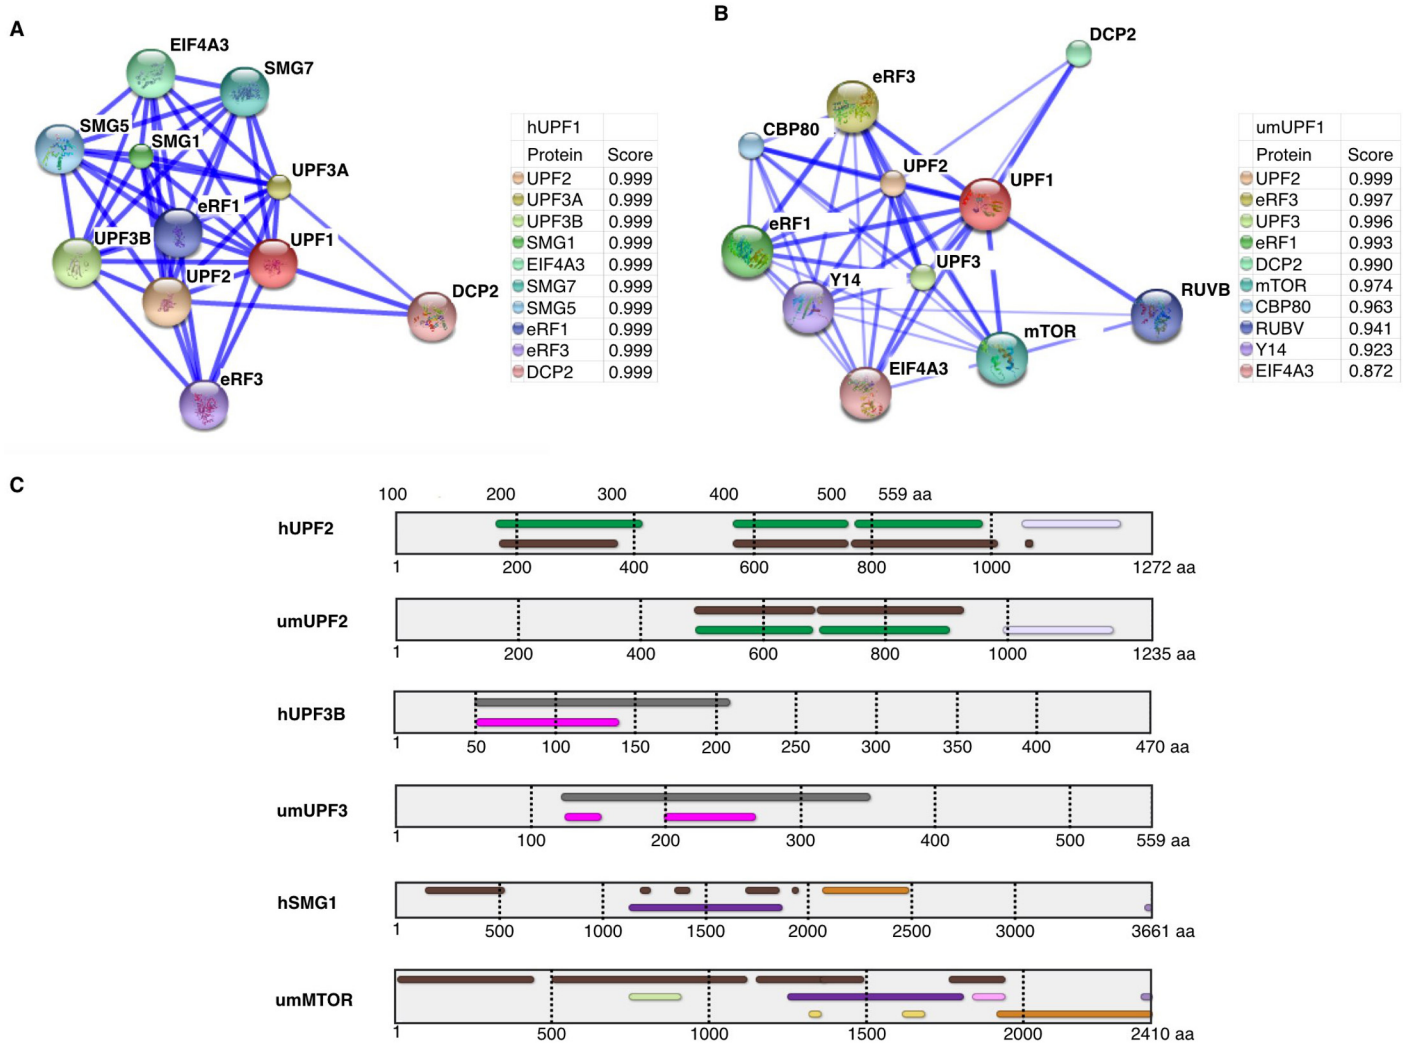 A
EIF4A3
SMG7
SMG5
SMG1
UPF3A
eRF1
UPF3B
UPF1
UPF2
DCP2
eRF3
hUPF1
Protein Score
UPF2 0.999
UPF3A 0.999
UPF3B 0.999
SMG1 0.999
EIF4A3 0.999
SMG7 0.999
SMG5 0.999
eRF1 0.999
eRF3 0.999
DCP2 0.999
B
DCP2
eRF3
CBP80
UPF2
UPF1
eRF1
UPF3
Y14
RUVB
mTOR
EIF4A3
umUPF1
Protein Score
UPF2 0.999
eRF3 0.997
UPF3 0.996
eRF1 0.993
DCP2 0.990
mTOR 0.974
CBP80 0.963
RUBV 0.941
Y14 0.923
EIF4A3 0.872
C
100 200 300 400 500 559 aa
hUPF2
1 200 400 600 800 1000 1272 aa
umUPF2
1 200 400 600 800 1000 1235 aa
hUPF3B
1 50 100 150 200 250 300 350 400 470 aa
umUPF3
1 100 200 300 400 500 559 aa
hSMG1
1 500 1000 1500 2000 2500 3000 3661 aa
umMTOR
1 500 1000 1500 2000 2410 aa